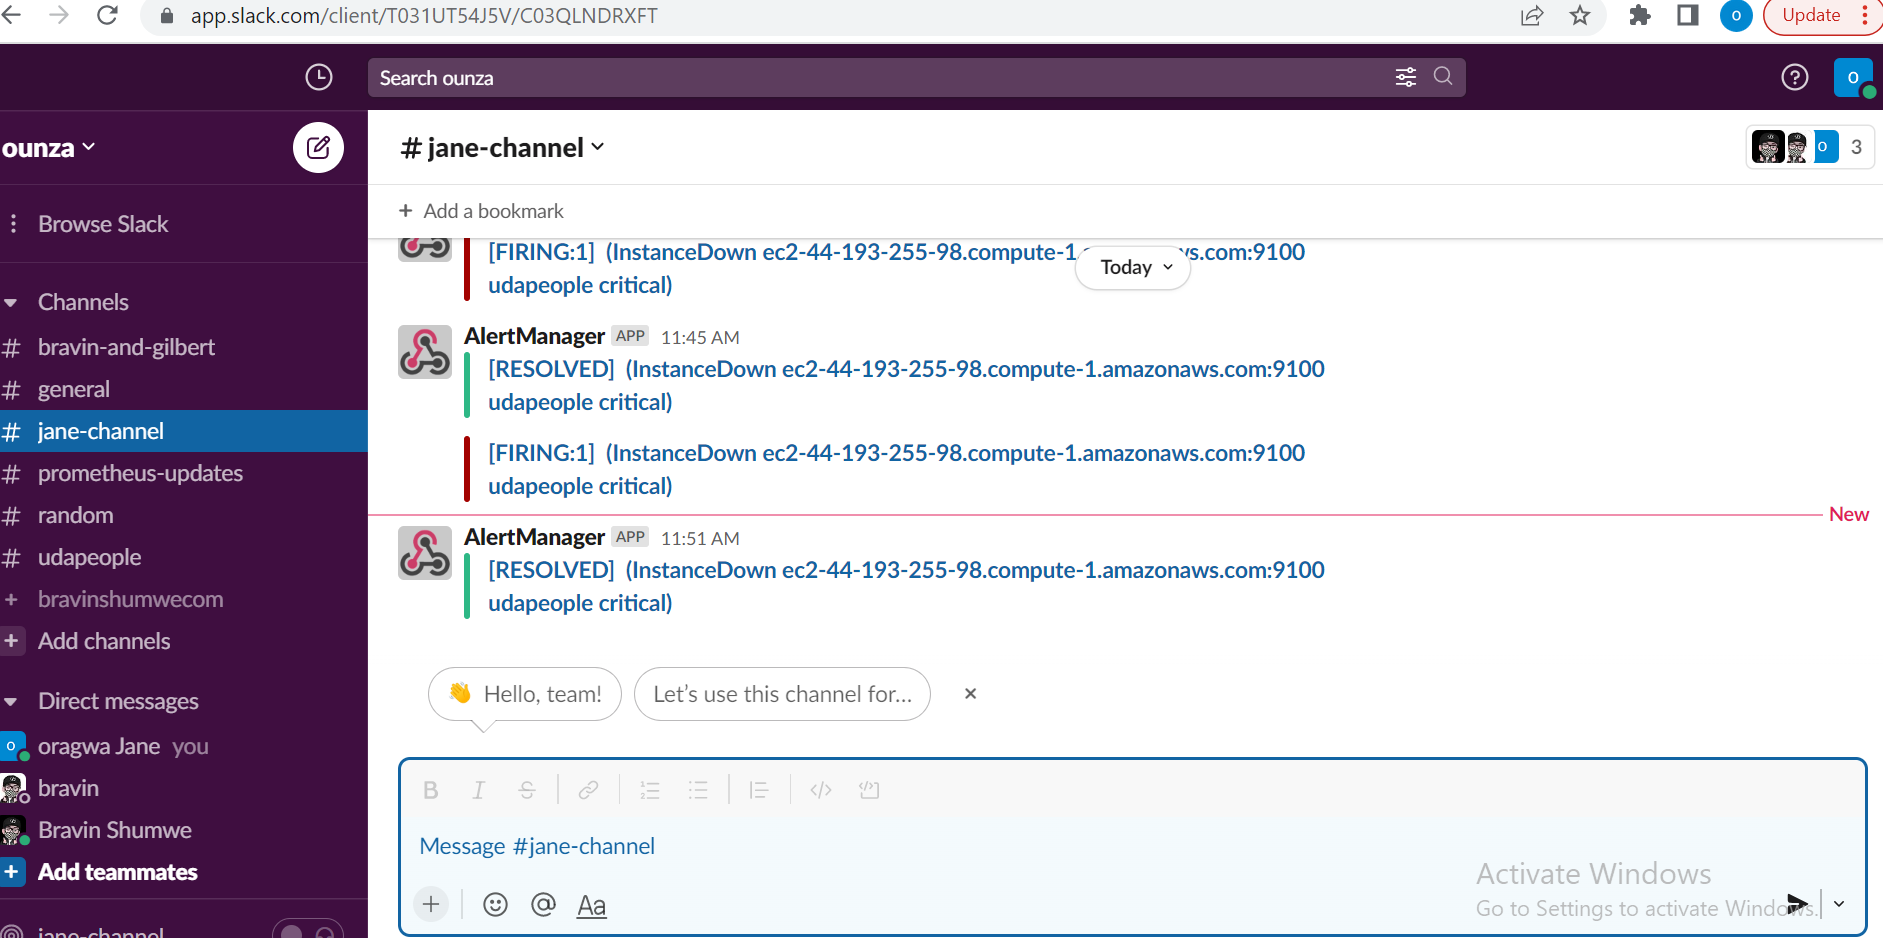 app.slack.com/client/T031UT54J5V/C03QLNDRXFT
O
Update
Search ounza
O
ounza
# jane-channel
O
3
Browse Slack
+ Add a bookmark
Channels
# bravin-and-gilbert
# general
# jane-channel
# prometheus-updates
# random
# udapeople
+ bravinshumwecom
+ Add channels
Direct messages
O
oragwa Jane you
bravin
Bravin Shumwe
+ Add teammates
jane-channel
[FIRING:1] (InstanceDown ec2-44-193-255-98.compute-1. s.com:9100
udapeople critical)
Today
AlertManager APP 11:45 AM
[RESOLVED] (InstanceDown ec2-44-193-255-98.compute-1.amazonaws.com:9100
udapeople critical)
[FIRING:1] (InstanceDown ec2-44-193-255-98.compute-1.amazonaws.com:9100
udapeople critical)
New
AlertManager APP 11:51 AM
[RESOLVED] (InstanceDown ec2-44-193-255-98.compute-1.amazonaws.com:9100
udapeople critical)
👋 Hello, team!
Let’s use this channel for...
B I S
Message #jane-channel
+ @ Aa
Activate Windows
Go to Settings to activate Windows.